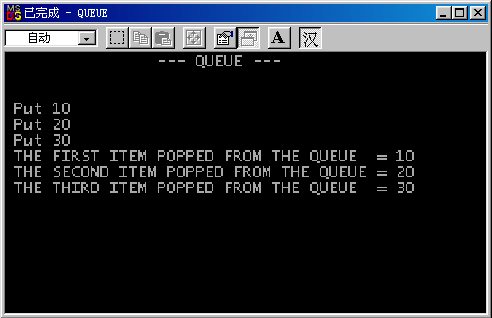 已完成 - QUEUE
自动
A 汉
--- QUEUE ---
Put 10
Put 20
Put 30
THE FIRST ITEM POPPED FROM THE QUEUE  = 10
THE SECOND ITEM POPPED FROM THE QUEUE = 20
THE THIRD ITEM POPPED FROM THE QUEUE  = 30